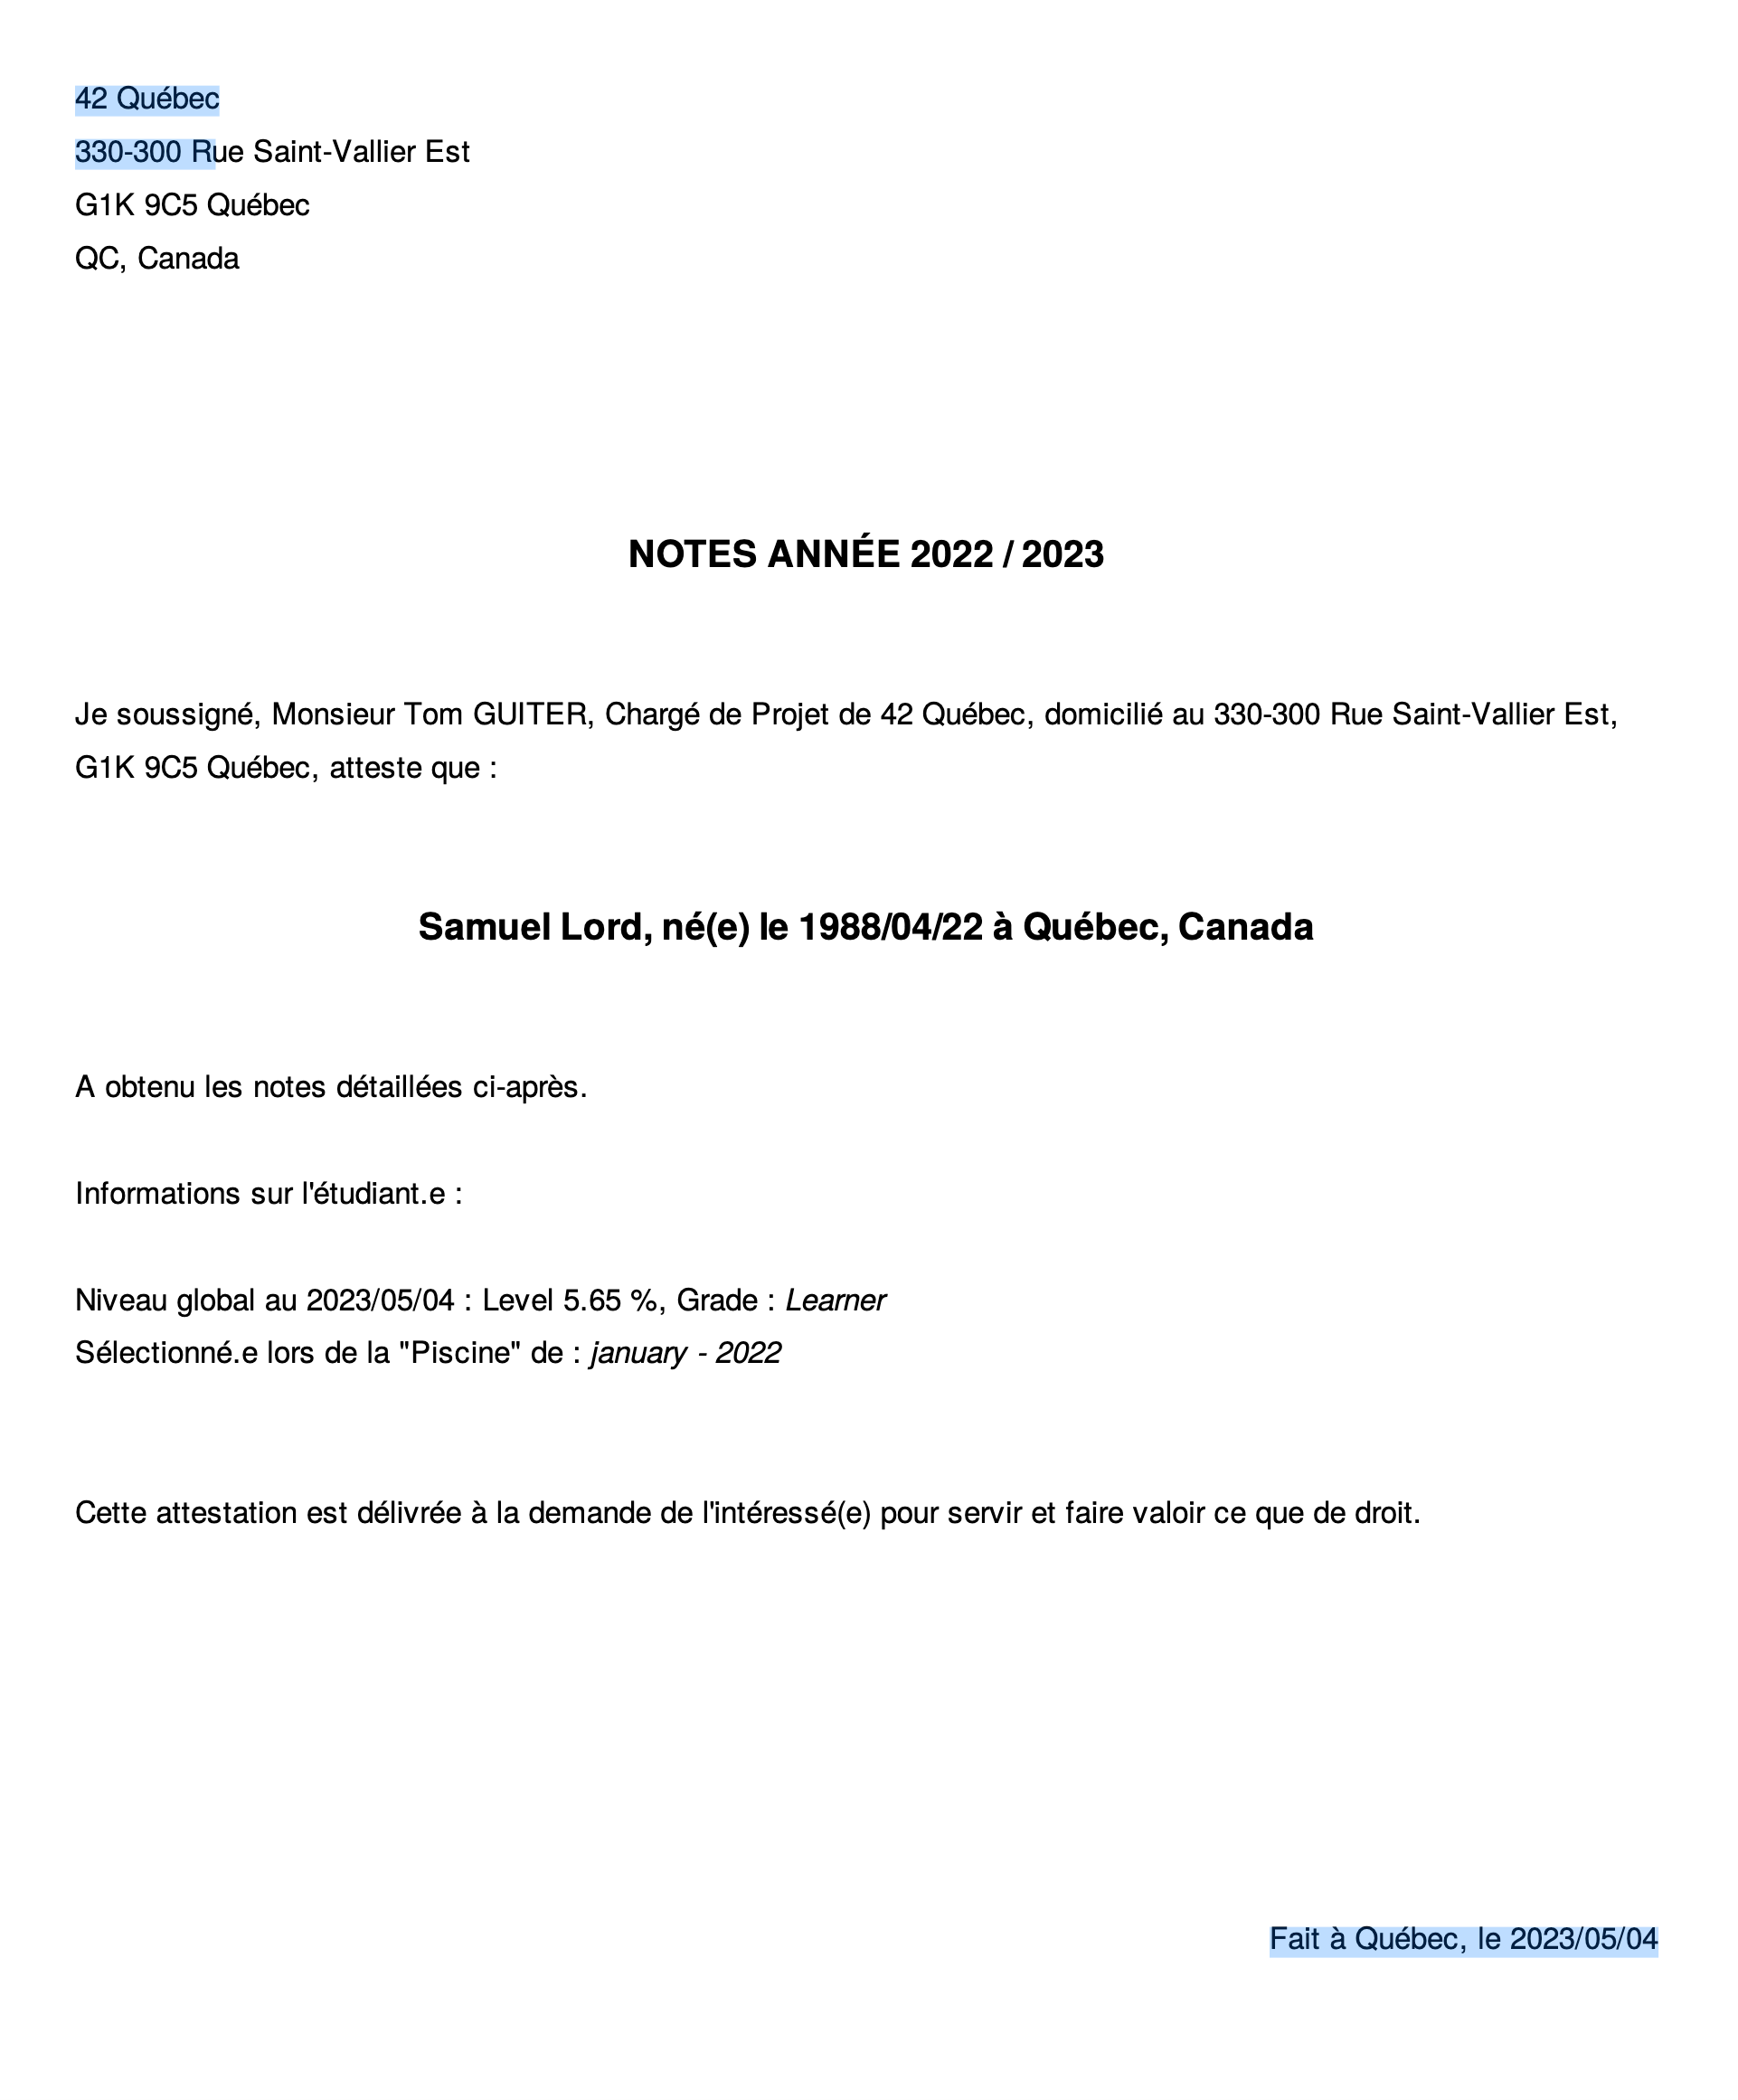 42 Québec
330-300 Rue Saint-Vallier Est
G1K 9C5 Québec
QC, Canada
NOTES ANNÉE 2022 / 2023
Je soussigné, Monsieur Tom GUITER, Chargé de Projet de 42 Québec, domicilié au 330-300 Rue Saint-Vallier Est,
G1K 9C5 Québec, atteste que :
Samuel Lord, né(e) le 1988/04/22 à Québec, Canada
A obtenu les notes détaillées ci-après.
Informations sur l'étudiant.e :
Niveau global au 2023/05/04 : Level 5.65 %, Grade : Learner
Sélectionné.e lors de la "Piscine" de : january - 2022
Cette attestation est délivrée à la demande de l'intéressé(e) pour servir et faire valoir ce que de droit.
Fait à Québec, le 2023/05/04